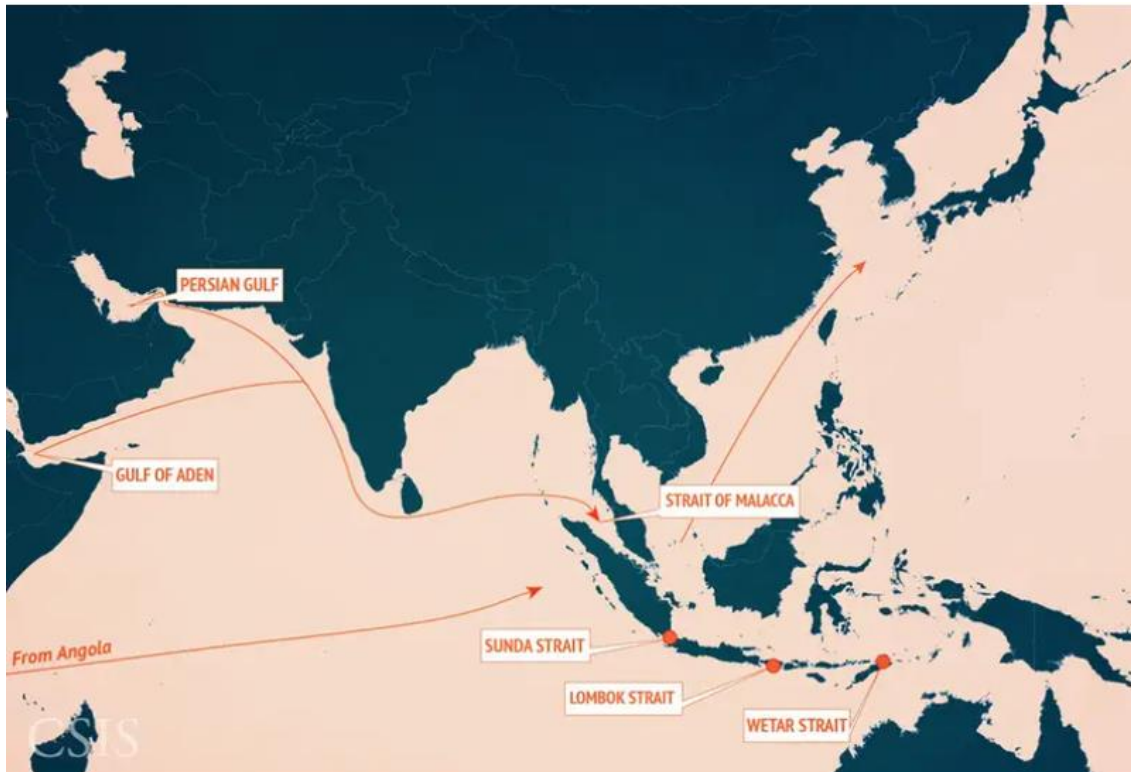 PERSIAN GULF
GULF OF ADEN
STRAIT OF MALACCA
From Angola
SUNDA STRAIT
LOMBOK STRAIT
WETAR STRAIT
CSIS